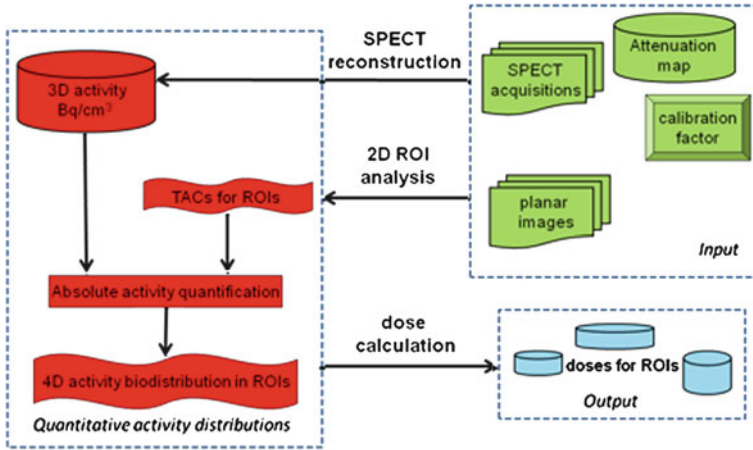 SPECT
reconstruction
3D activity
Bq/cm³
SPECT
acquisitions
Attenuation
map
calibration
factor
2D ROI
analysis
TACs for ROIs
planar
images
Input
Absolute activity quantification
dose
calculation
4D activity biodistribution in ROIs
Quantitative activity distributions
doses for ROIs
Output